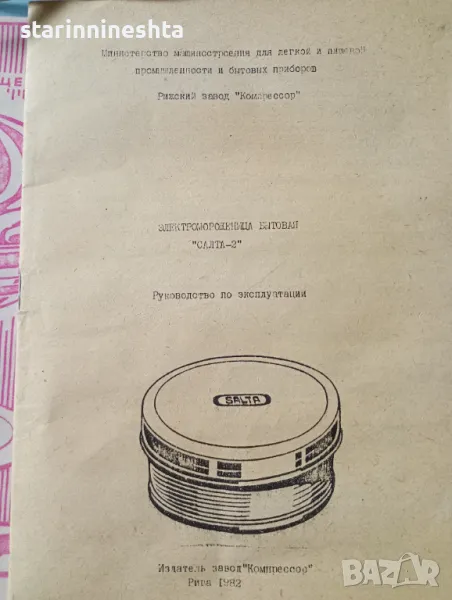 starinnineshta
Министерство машиностроения для легкой и пищевой
промышленности и бытовых приборов
Рижский завод "Компрессор"
ЭЛЕКТРОМОРОЖЕНИЦА БЫТОВАЯ
"САЛТА-2"
Руководство по эксплуатации
SALTA
Издатель завод"Компрессор"
Рига 1982
BAZAR